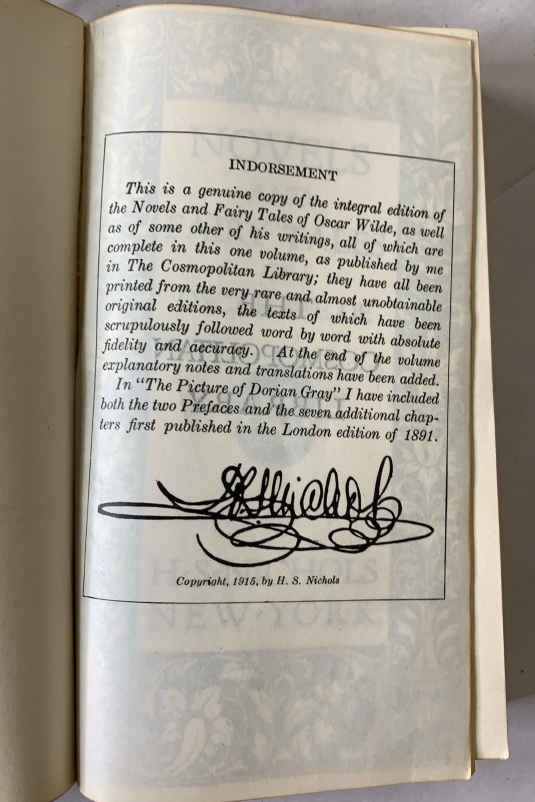 INDORSEMENT
This is a genuine copy of the integral edition of
the Novels and Fairy Tales of Oscar Wilde, as well
as of some other of his writings, all of which are
complete in this one volume, as published by me
in The Cosmopolitan Library; they have all been
printed from the very rare and almost unobtainable
original editions, the texts of which have been
scrupulously followed word by word with absolute
fidelity and accuracy. At the end of the volume
explanatory notes and translations have been added.
In "The Picture of Dorian Gray" I have included
both the two Prefaces and the seven additional chap-
ters first published in the London edition of 1891.
H. S. Nichols
Copyright, 1915, by H. S. Nichols